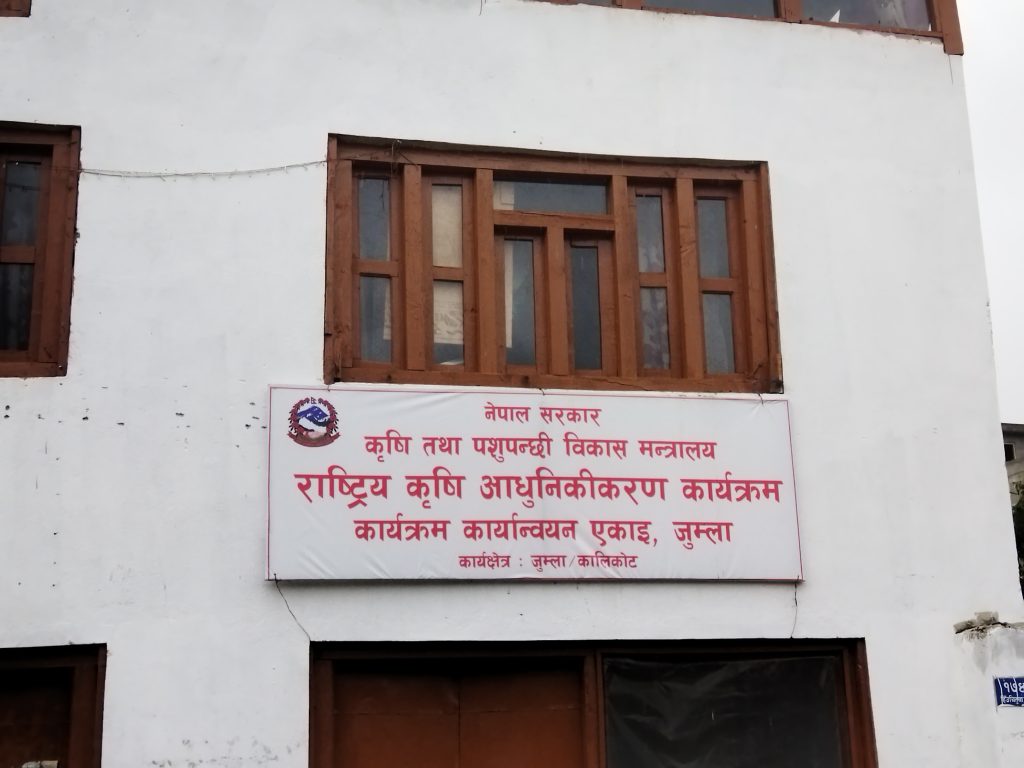 नेपाल सरकार
कृषि तथा पशुपन्छी विकास मन्त्रालय
राष्ट्रिय कृषि आधुनिकीकरण कार्यक्रम
कार्यक्रम कार्यान्वयन एकाइ, जुम्ला
कार्यक्षेत्र : जुम्ला/कालिकोट